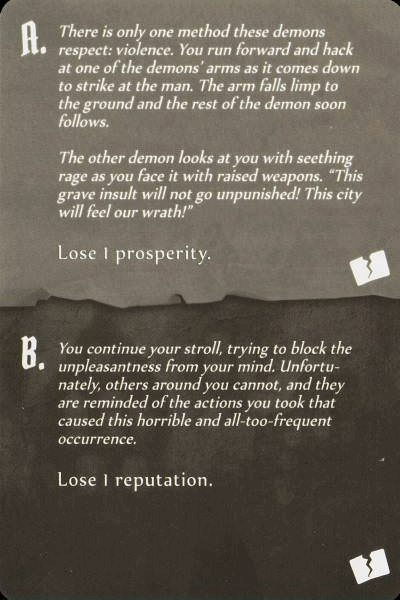 A. There is only one method these demons
respect: violence. You run forward and hack
at one of the demons' arms as it comes down
to strike at the man. The arm falls limp to
the ground and the rest of the demon soon
follows.
The other demon looks at you with seething
rage as you face it with raised weapons. "This
grave insult will not go unpunished! This city
will feel our wrath!"
Lose 1 prosperity.
B. You continue your stroll, trying to block the
unpleasantness from your mind. Unfortu-
nately, others around you cannot, and they
are reminded of the actions you took that
caused this horrible and all-too-frequent
occurrence.
Lose 1 reputation.